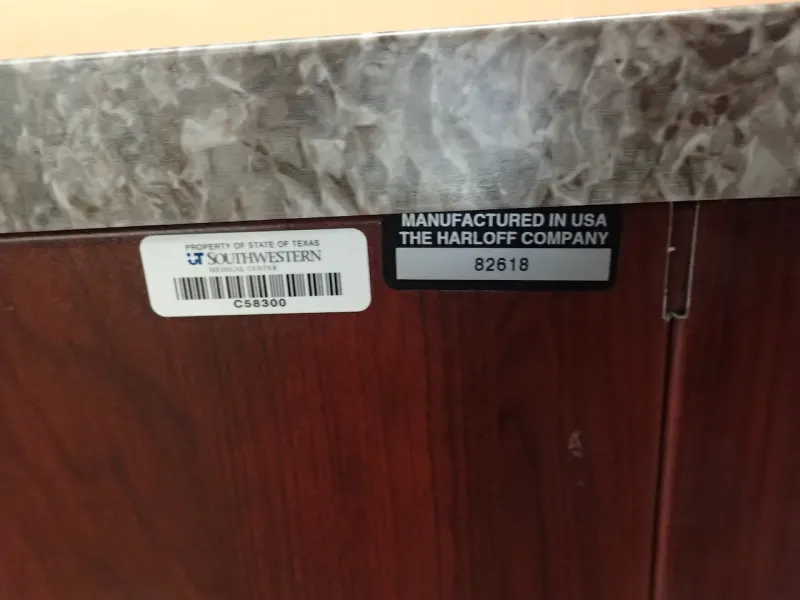 PROPERTY OF STATE OF TEXAS
UT SOUTHWESTERN
MEDICAL CENTER
C58300
MANUFACTURED IN USA
THE HARLOFF COMPANY
82618